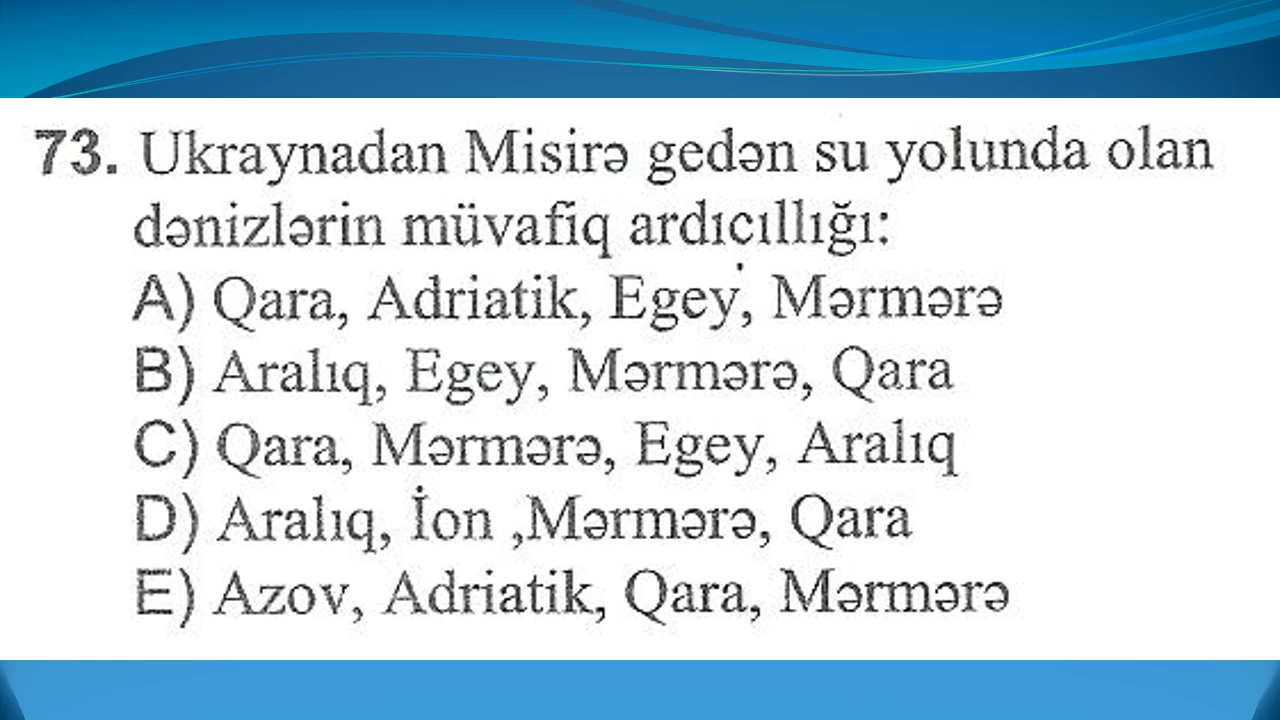 73. Ukraynadan Misirə gedən su yolunda olan
dənizlərin müvafiq ardıcıllığı:
A) Qara, Adriatik, Egey, Mərmərə
B) Aralıq, Egey, Mərmərə, Qara
C) Qara, Mərmərə, Egey, Aralıq
D) Aralıq, İon ,Mərmərə, Qara
E) Azov, Adriatik, Qara, Mərmərə